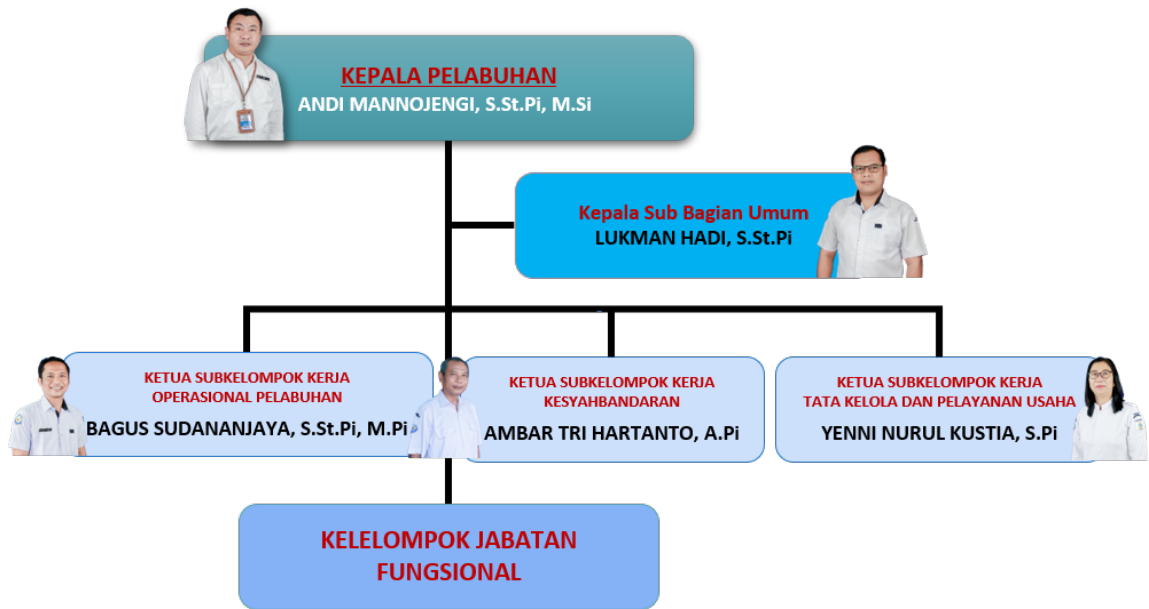 KEPALA PELABUHAN
ANDI MANNOJENGI, S.St.Pi, M.Si
Kepala Sub Bagian Umum
LUKMAN HADI, S.St.Pi
KETUA SUBKELOMPOK KERJA
OPERASIONAL PELABUHAN
BAGUS SUDANANJAYA, S.St.Pi, M.Pi
KETUA SUBKELOMPOK KERJA
KESYAHBANDARAN
AMBAR TRI HARTANTO, A.Pi
KETUA SUBKELOMPOK KERJA
TATA KELOLA DAN PELAYANAN USAHA
YENNI NURUL KUSTIA, S.Pi
KELELOMPOK JABATAN
FUNGSIONAL